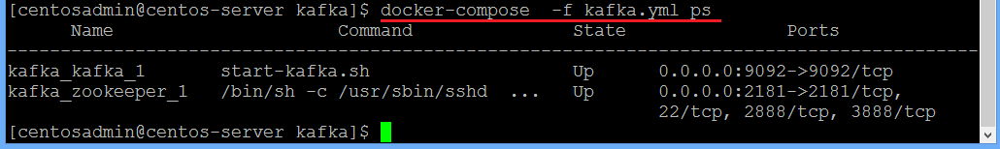 [centosadmin@centos-server kafka]$ docker-compose  -f kafka.yml ps
Name Command State Ports
--------------------------------------------------------------------------------
kafka_kafka_1 start-kafka.sh Up 0.0.0.0:9092->9092/tcp
kafka_zookeeper_1 /bin/sh -c /usr/sbin/sshd ... Up 0.0.0.0:2181->2181/tcp,
22/tcp, 2888/tcp, 3888/tcp
[centosadmin@centos-server kafka]$